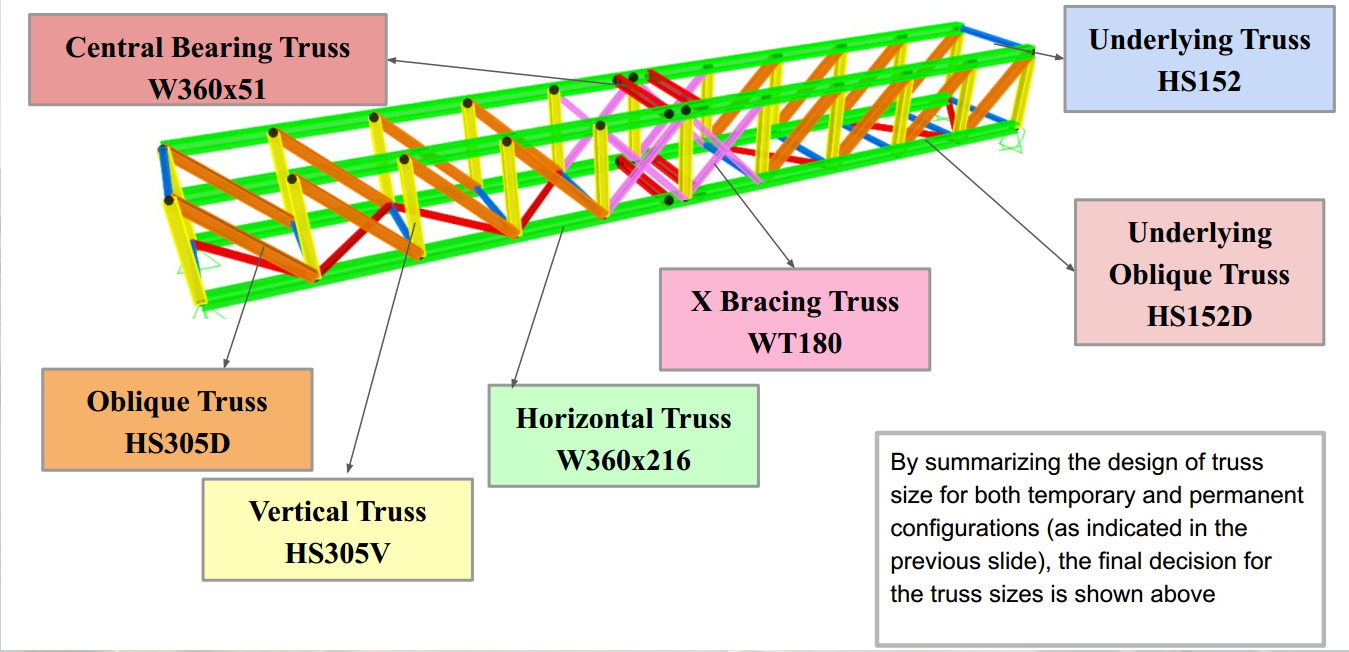 Central Bearing Truss
W360x51
Underlying Truss
HS152
Underlying
Oblique Truss
HS152D
X Bracing Truss
WT180
Oblique Truss
HS305D
Horizontal Truss
W360x216
Vertical Truss
HS305V
By summarizing the design of truss
size for both temporary and permanent
configurations (as indicated in the
previous slide), the final decision for
the truss sizes is shown above